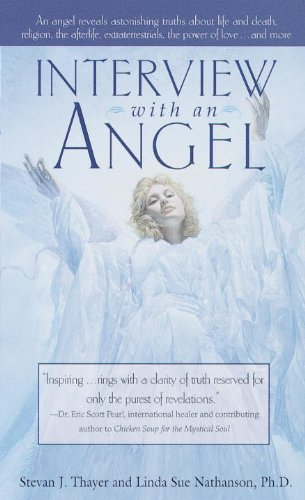 An angel reveals astonishing truths about life and death,
religion, the afterlife, extraterrestrials, the power of love...and more
INTERVIEW
with an
ANGEL
"Inspiring ...rings with a clarity of truth reserved for
only the purest of revelations."
—Dr. Eric Scott Pearl, international healer and contributing
author to Chicken Soup for the Mystical Soul
Stevan J. Thayer and Linda Sue Nathanson, Ph.D.